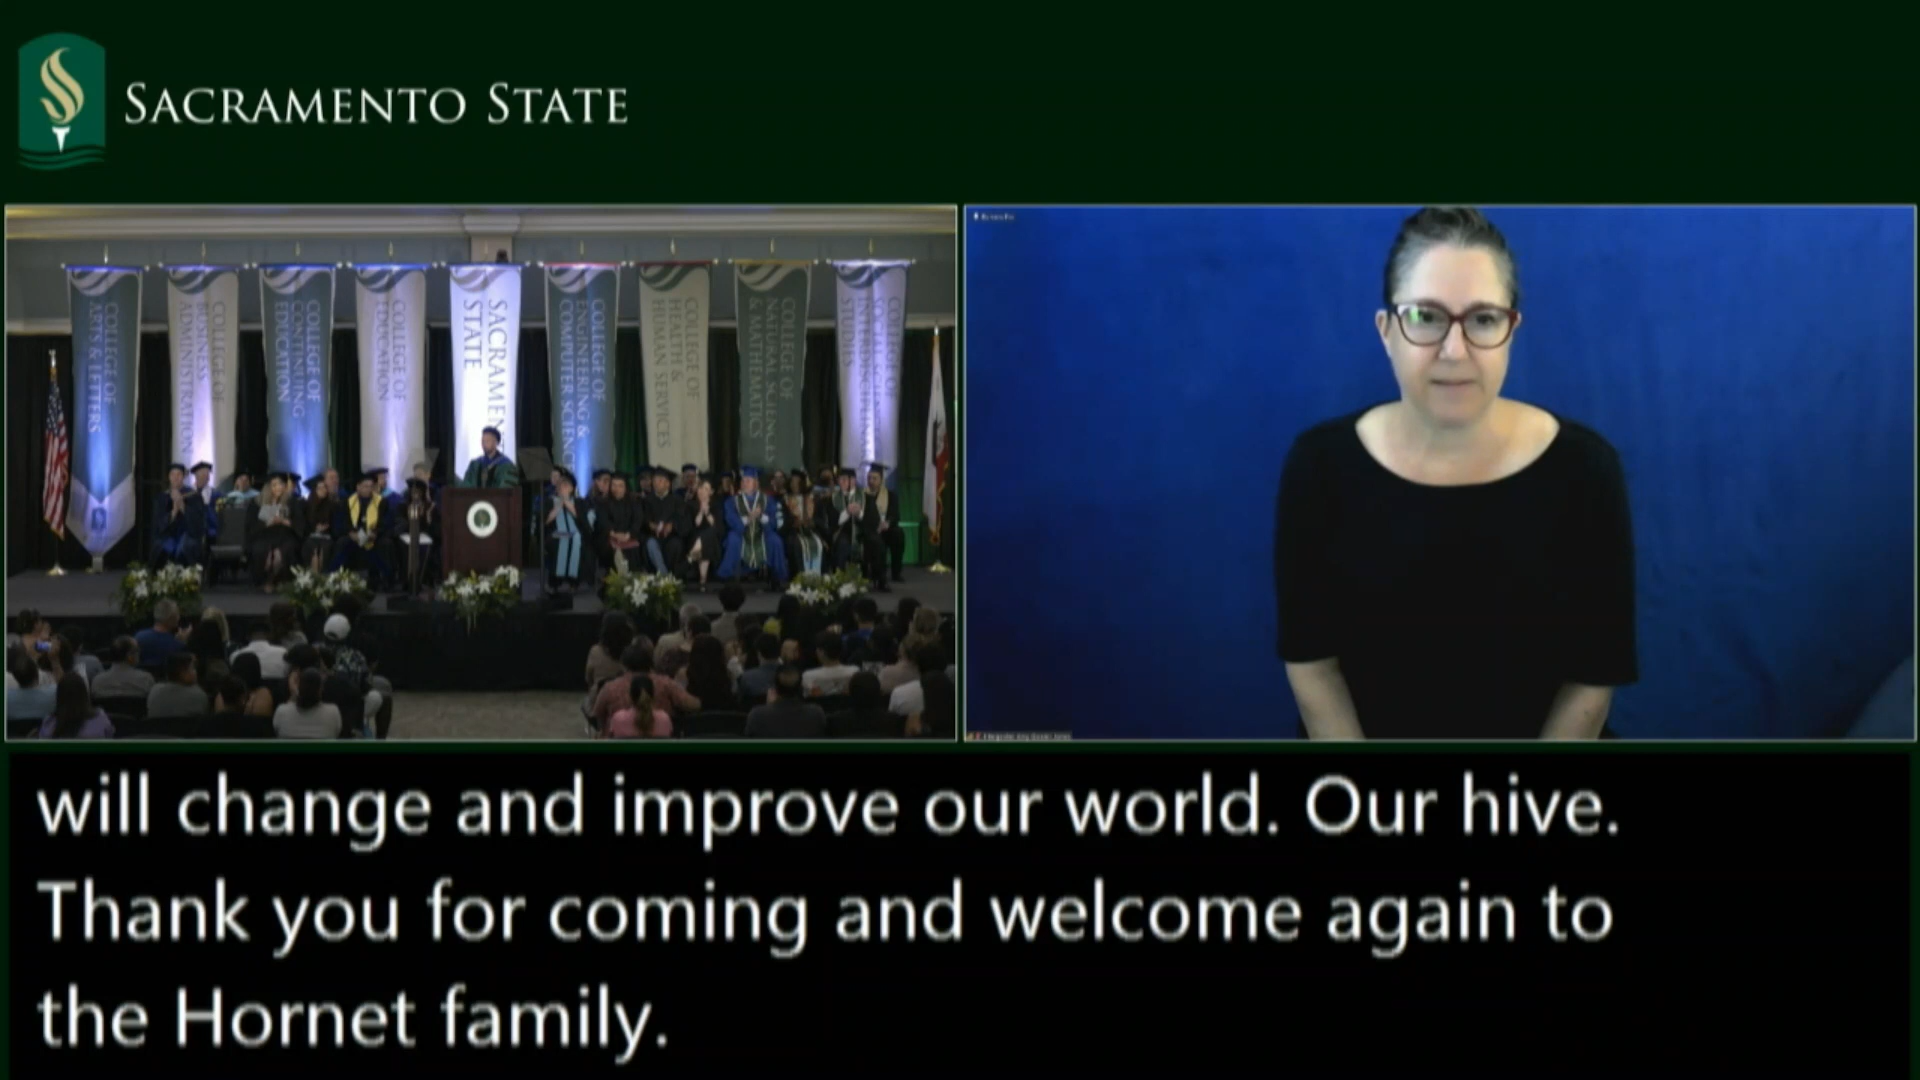 SACRAMENTO STATE
COLLEGE OF
ARTS & LETTERS
COLLEGE OF
BUSINESS
ADMINISTRATION
COLLEGE OF
CONTINUING
EDUCATION
COLLEGE OF
EDUCATION
SACRAMENTO
STATE
COLLEGE OF
ENGINEERING &
COMPUTER SCIENCE
COLLEGE OF
HEALTH &
HUMAN SERVICES
COLLEGE OF
NATURAL SCIENCES
& MATHEMATICS
STUDIES
will change and improve our world. Our hive.
Thank you for coming and welcome again to
the Hornet family.